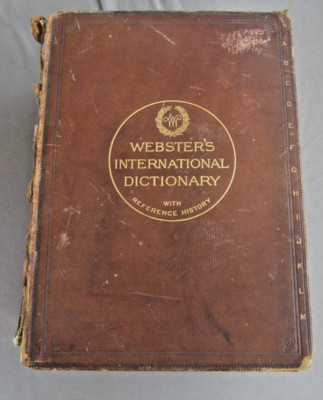 WEBSTER'S
INTERNATIONAL
DICTIONARY
WITH
REFERENCE HISTORY
A
B
C
D
E
F
G
H
I
J
K
L
M